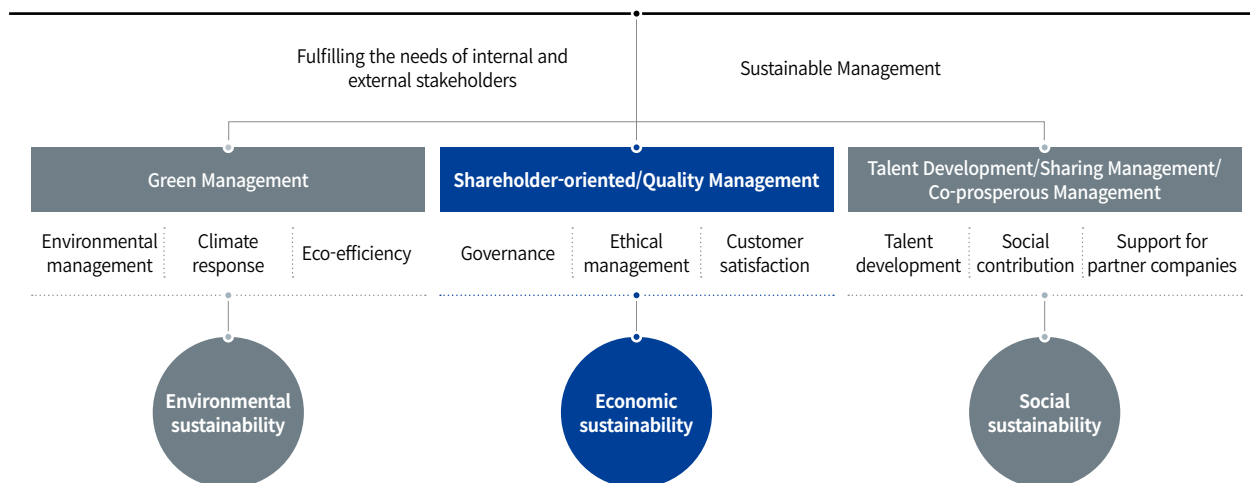 Fulfilling the needs of internal and
external stakeholders
Sustainable Management
Green Management
Shareholder-oriented/Quality Management
Talent Development/Sharing Management/
Co-prosperous Management
Environmental
management
Climate
response
Eco-efficiency
Governance
Ethical
management
Customer
satisfaction
Talent
development
Social
contribution
Support for
partner companies
Environmental
sustainability
Economic
sustainability
Social
sustainability